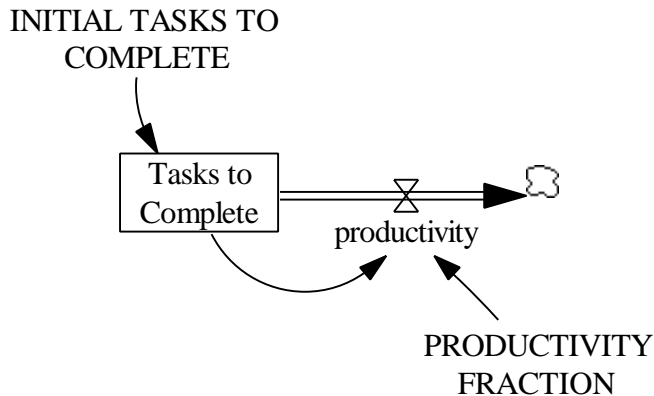 INITIAL TASKS TO
COMPLETE
Tasks to
Complete
productivity
PRODUCTIVITY
FRACTION